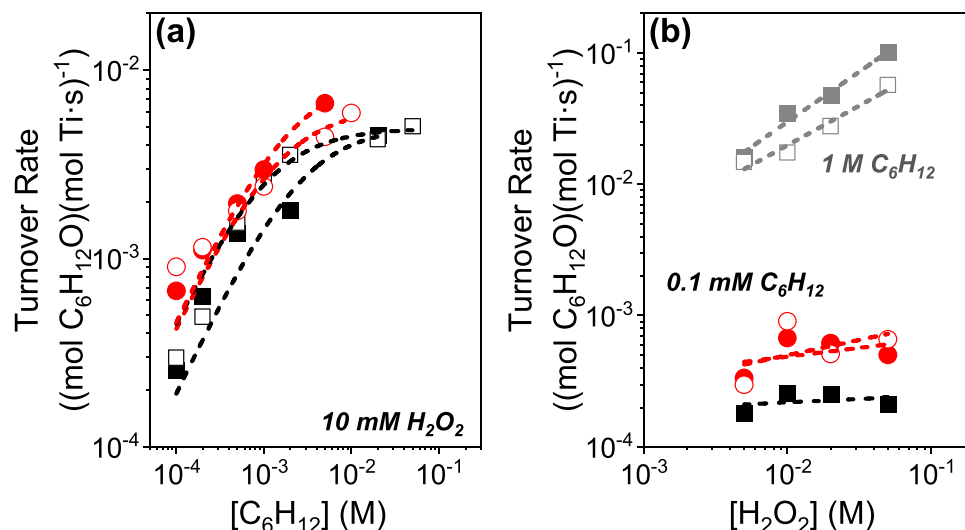 (a)
Turnover Rate
((mol C₆H₁₂O)(mol Ti·s)⁻¹)
10⁻²
10⁻³
10⁻⁴
10 mM H₂O₂
10⁻⁴ 10⁻³ 10⁻² 10⁻¹
[C₆H₁₂] (M)
(b)
Turnover Rate
((mol C₆H₁₂O)(mol Ti·s)⁻¹)
10⁻¹
10⁻²
10⁻³
10⁻⁴
1 M C₆H₁₂
0.1 mM C₆H₁₂
10⁻³ 10⁻² 10⁻¹
[H₂O₂] (M)